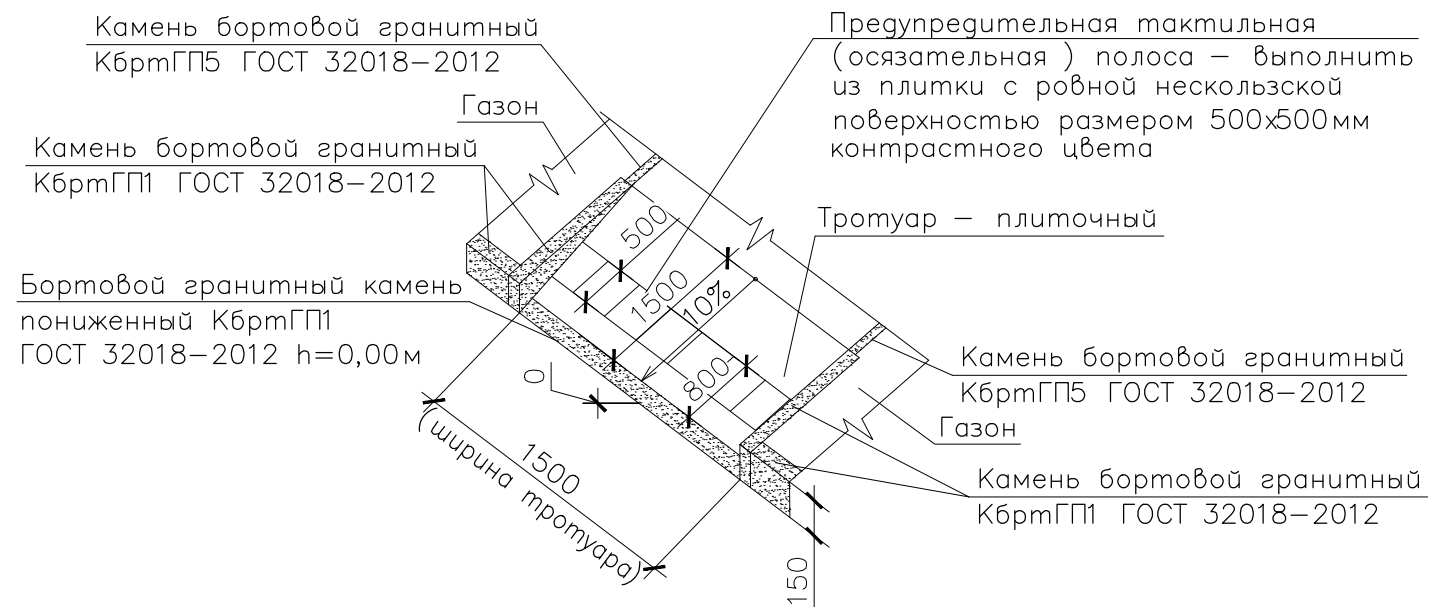 Камень бортовой гранитный
КбртГП5 ГОСТ 32018-2012
Предупредительная тактильная
(осязательная ) полоса - выполнить
из плитки с ровной нескользской
поверхностью размером 500х500мм
контрастного цвета
Газон
Камень бортовой гранитный
КбртГП1 ГОСТ 32018-2012
Тротуар - плиточный
500
1500
10%
800
Бортовой гранитный камень
пониженный КбртГП1
ГОСТ 32018-2012 h=0,00м
0
Камень бортовой гранитный
КбртГП5 ГОСТ 32018-2012
Газон
1500
(ширина тротуара)
Камень бортовой гранитный
КбртГП1 ГОСТ 32018-2012
150